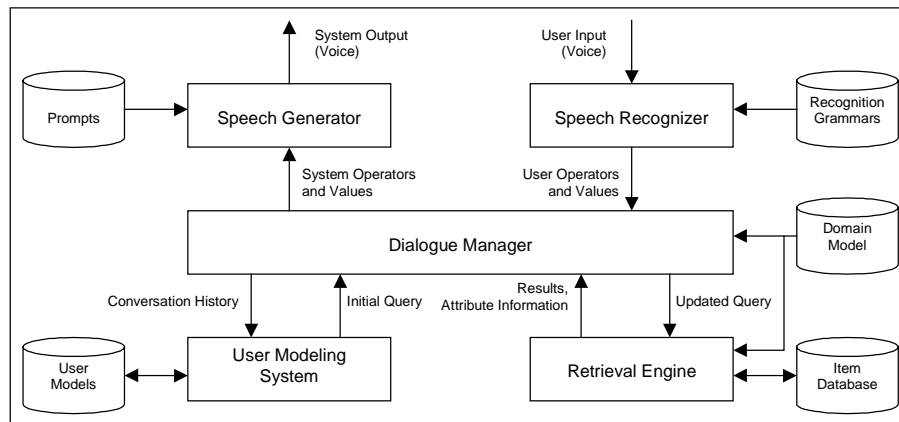 System Output
(Voice)
User Input
(Voice)
Prompts
Speech Generator
Speech Recognizer
Recognition
Grammars
System Operators
and Values
User Operators
and Values
Dialogue Manager
Domain
Model
Conversation History
Initial Query
Results,
Attribute Information
Updated Query
User
Models
User Modeling
System
Retrieval Engine
Item
Database